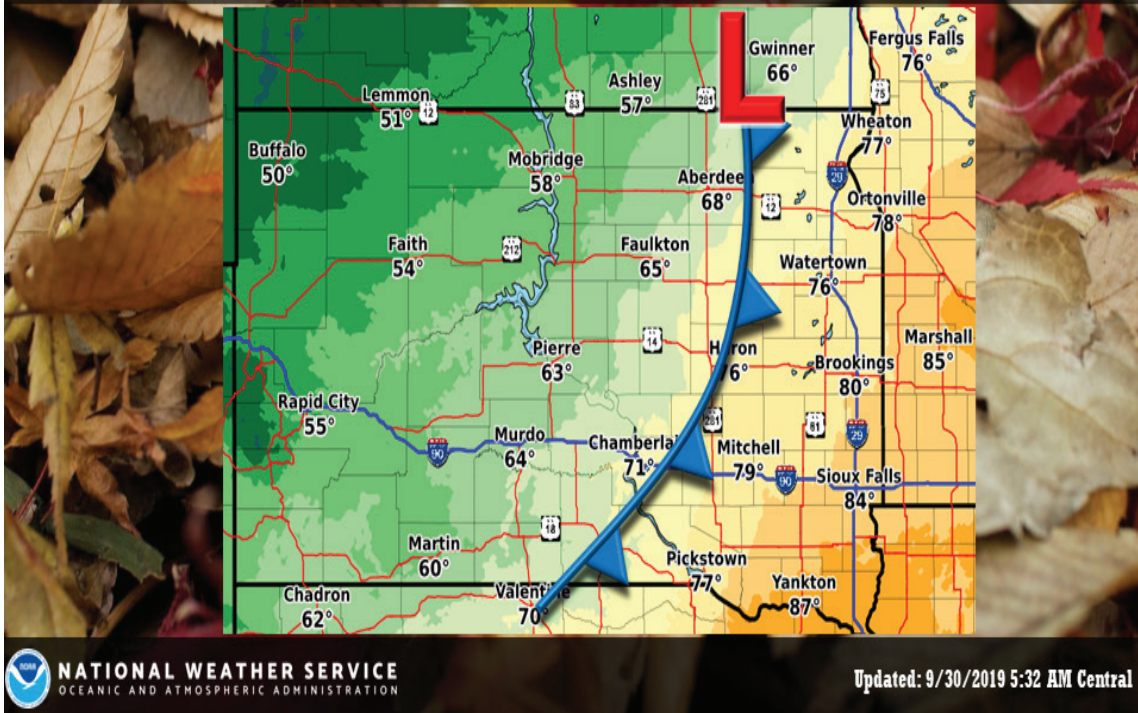 L
Gwinner
66°
Fergus Falls
76°
Ashley
57°
Lemmon
51°
12
83
281
75
Wheaton
77°
Buffalo
50°
Mobridge
58°
Aberdee
68°
29
12
Ortonville
78°
Faith
54°
212
Faulkton
65°
Watertown
76°
14
Pierre
63°
Huron
76°
Brookings
80°
Marshall
85°
Rapid City
55°
281
81
29
Murdo
64°
90
Chamberlai
71°
Mitchell
79°
90
Sioux Falls
84°
18
Martin
60°
Pickstown
77°
Chadron
62°
Valentine
70°
Yankton
87°
NOAA
NATIONAL WEATHER SERVICE
OCEANIC AND ATMOSPHERIC ADMINISTRATION
Updated: 9/30/2019 5:32 AM Central